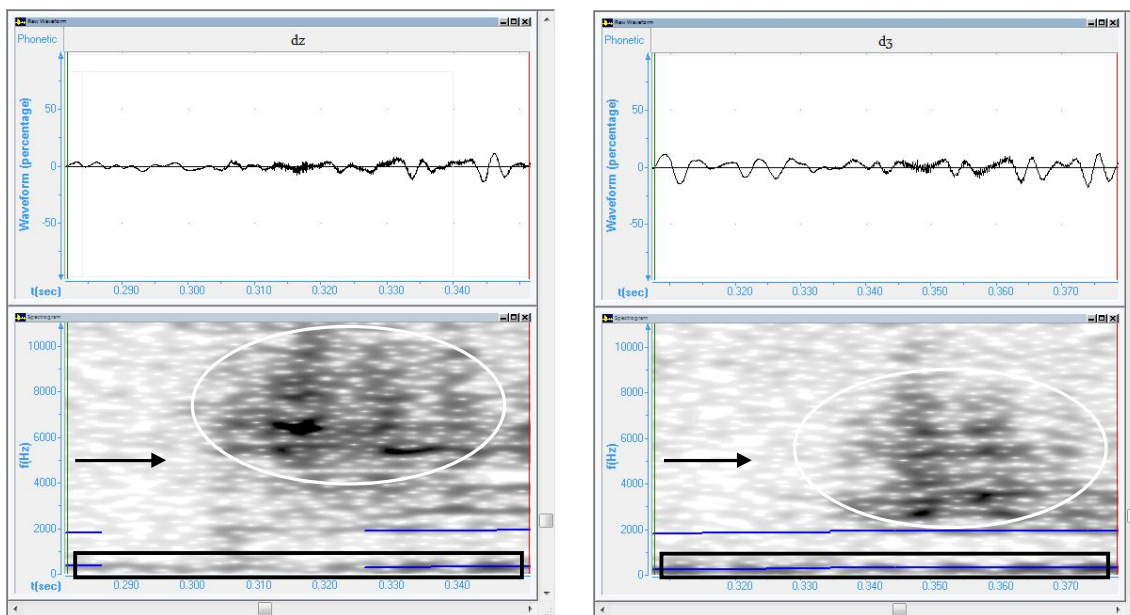 Raw Waveform
Phonetic
dz
Waveform (percentage)
50
0
-50
t(sec)
0.290 0.300 0.310 0.320 0.330 0.340
Spectrogram
f(Hz)
10000
8000
6000
4000
2000
0
t(sec)
0.290 0.300 0.310 0.320 0.330 0.340
Raw Waveform
Phonetic
dʒ
Waveform (percentage)
50
0
-50
t(sec)
0.320 0.330 0.340 0.350 0.360 0.370
Spectrogram
f(Hz)
10000
8000
6000
4000
2000
0
t(sec)
0.320 0.330 0.340 0.350 0.360 0.370